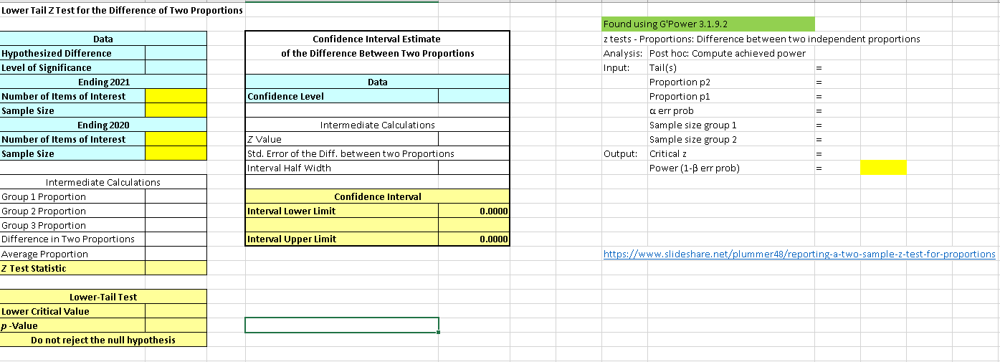 Lower Tail Z Test for the Difference of Two Proportions
Data
Hypothesized Difference
Level of Significance
Ending 2021
Number of Items of Interest
Sample Size
Ending 2020
Number of Items of Interest
Sample Size
Intermediate Calculations
Group 1 Proportion
Group 2 Proportion
Group 3 Proportion
Difference in Two Proportions
Average Proportion
Z Test Statistic
Lower-Tail Test
Lower Critical Value
p -Value
Do not reject the null hypothesis
Confidence Interval Estimate
of the Difference Between Two Proportions
Data
Confidence Level
Intermediate Calculations
Z Value
Std. Error of the Diff. between two Proportions
Interval Half Width
Confidence Interval
Interval Lower Limit 0.0000
Interval Upper Limit 0.0000
Found using G'Power 3.1.9.2
z tests - Proportions: Difference between two independent proportions
Analysis: Post hoc: Compute achieved power
Input: Tail(s) =
Proportion p2 =
Proportion p1 =
α err prob =
Sample size group 1 =
Sample size group 2 =
Output: Critical z =
Power (1-β err prob) =
https://www.slideshare.net/plummer48/reporting-a-two-sample-z-test-for-proportions